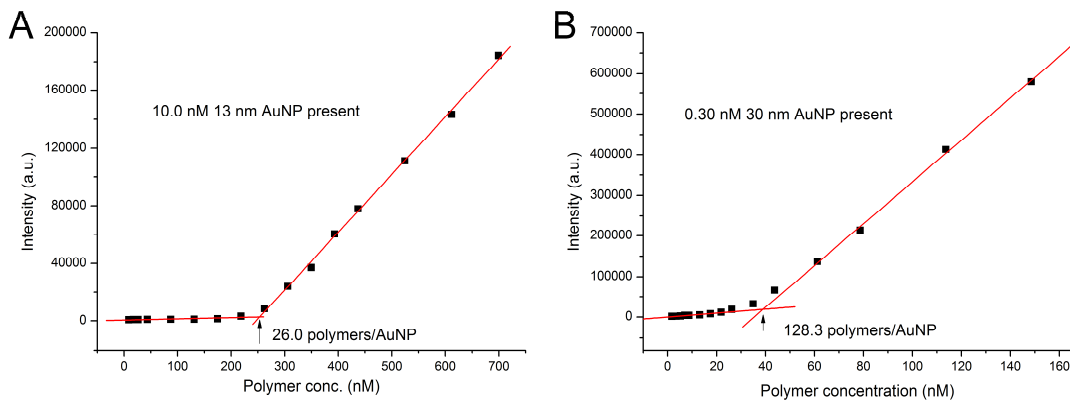 A
200000
160000
120000
80000
40000
0
Intensity (a.u.)
10.0 nM 13 nm AuNP present
26.0 polymers/AuNP
0 100 200 300 400 500 600 700
Polymer conc. (nM)
B
700000
600000
500000
400000
300000
200000
100000
0
Intensity (a.u.)
0.30 nM 30 nm AuNP present
128.3 polymers/AuNP
0 20 40 60 80 100 120 140 160
Polymer concentration (nM)